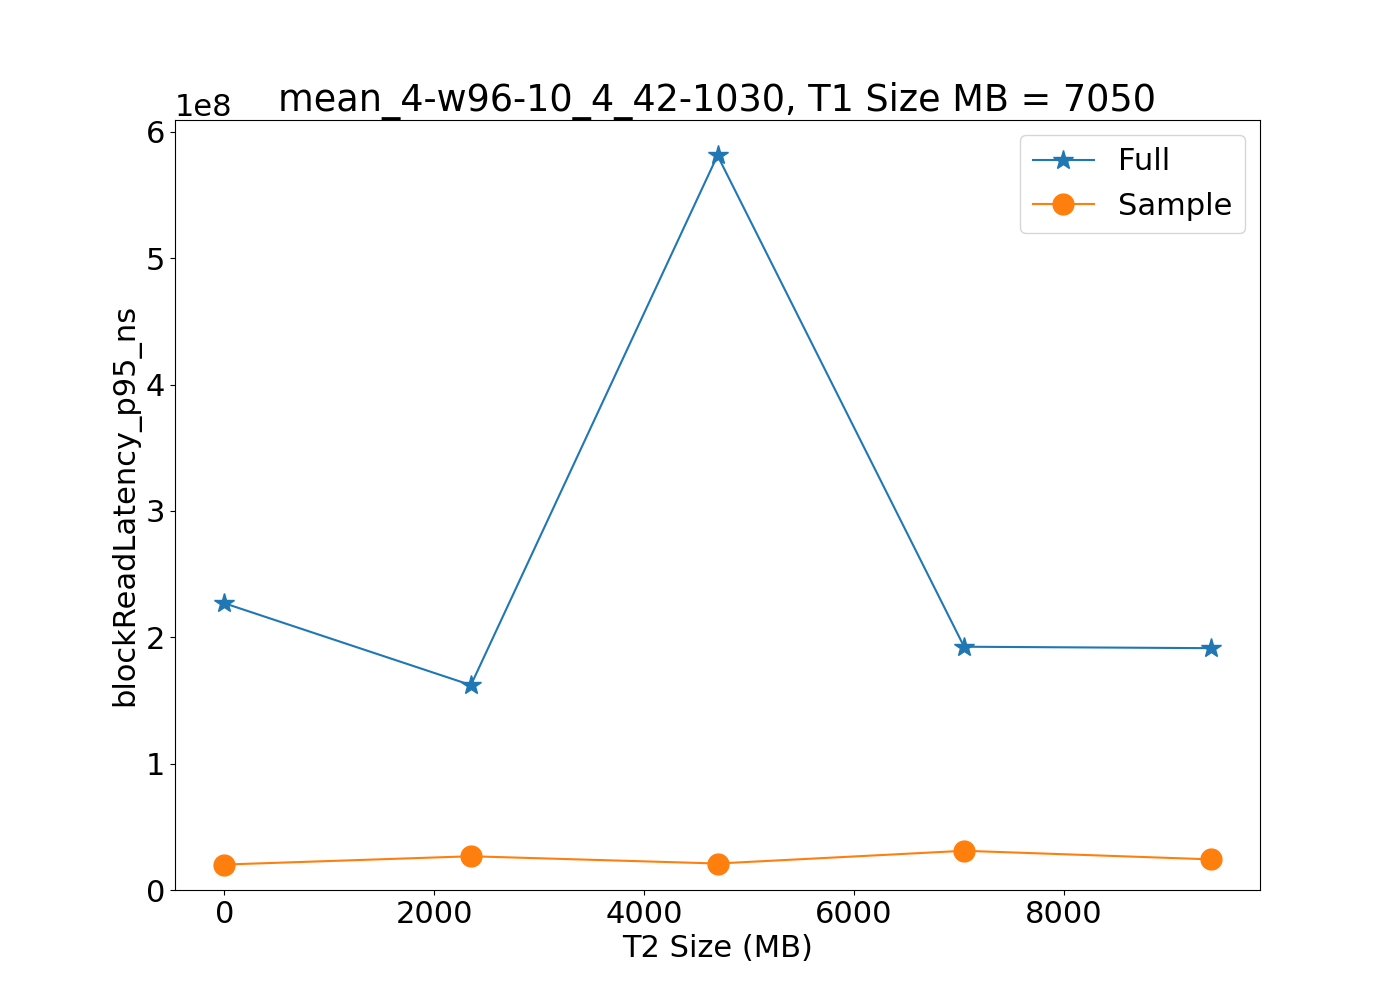 1e8
mean_4-w96-10_4_42-1030, T1 Size MB = 7050
Full
Sample
6
5
4
3
2
1
0
blockReadLatency_p95_ns
0 2000 4000 6000 8000
T2 Size (MB)